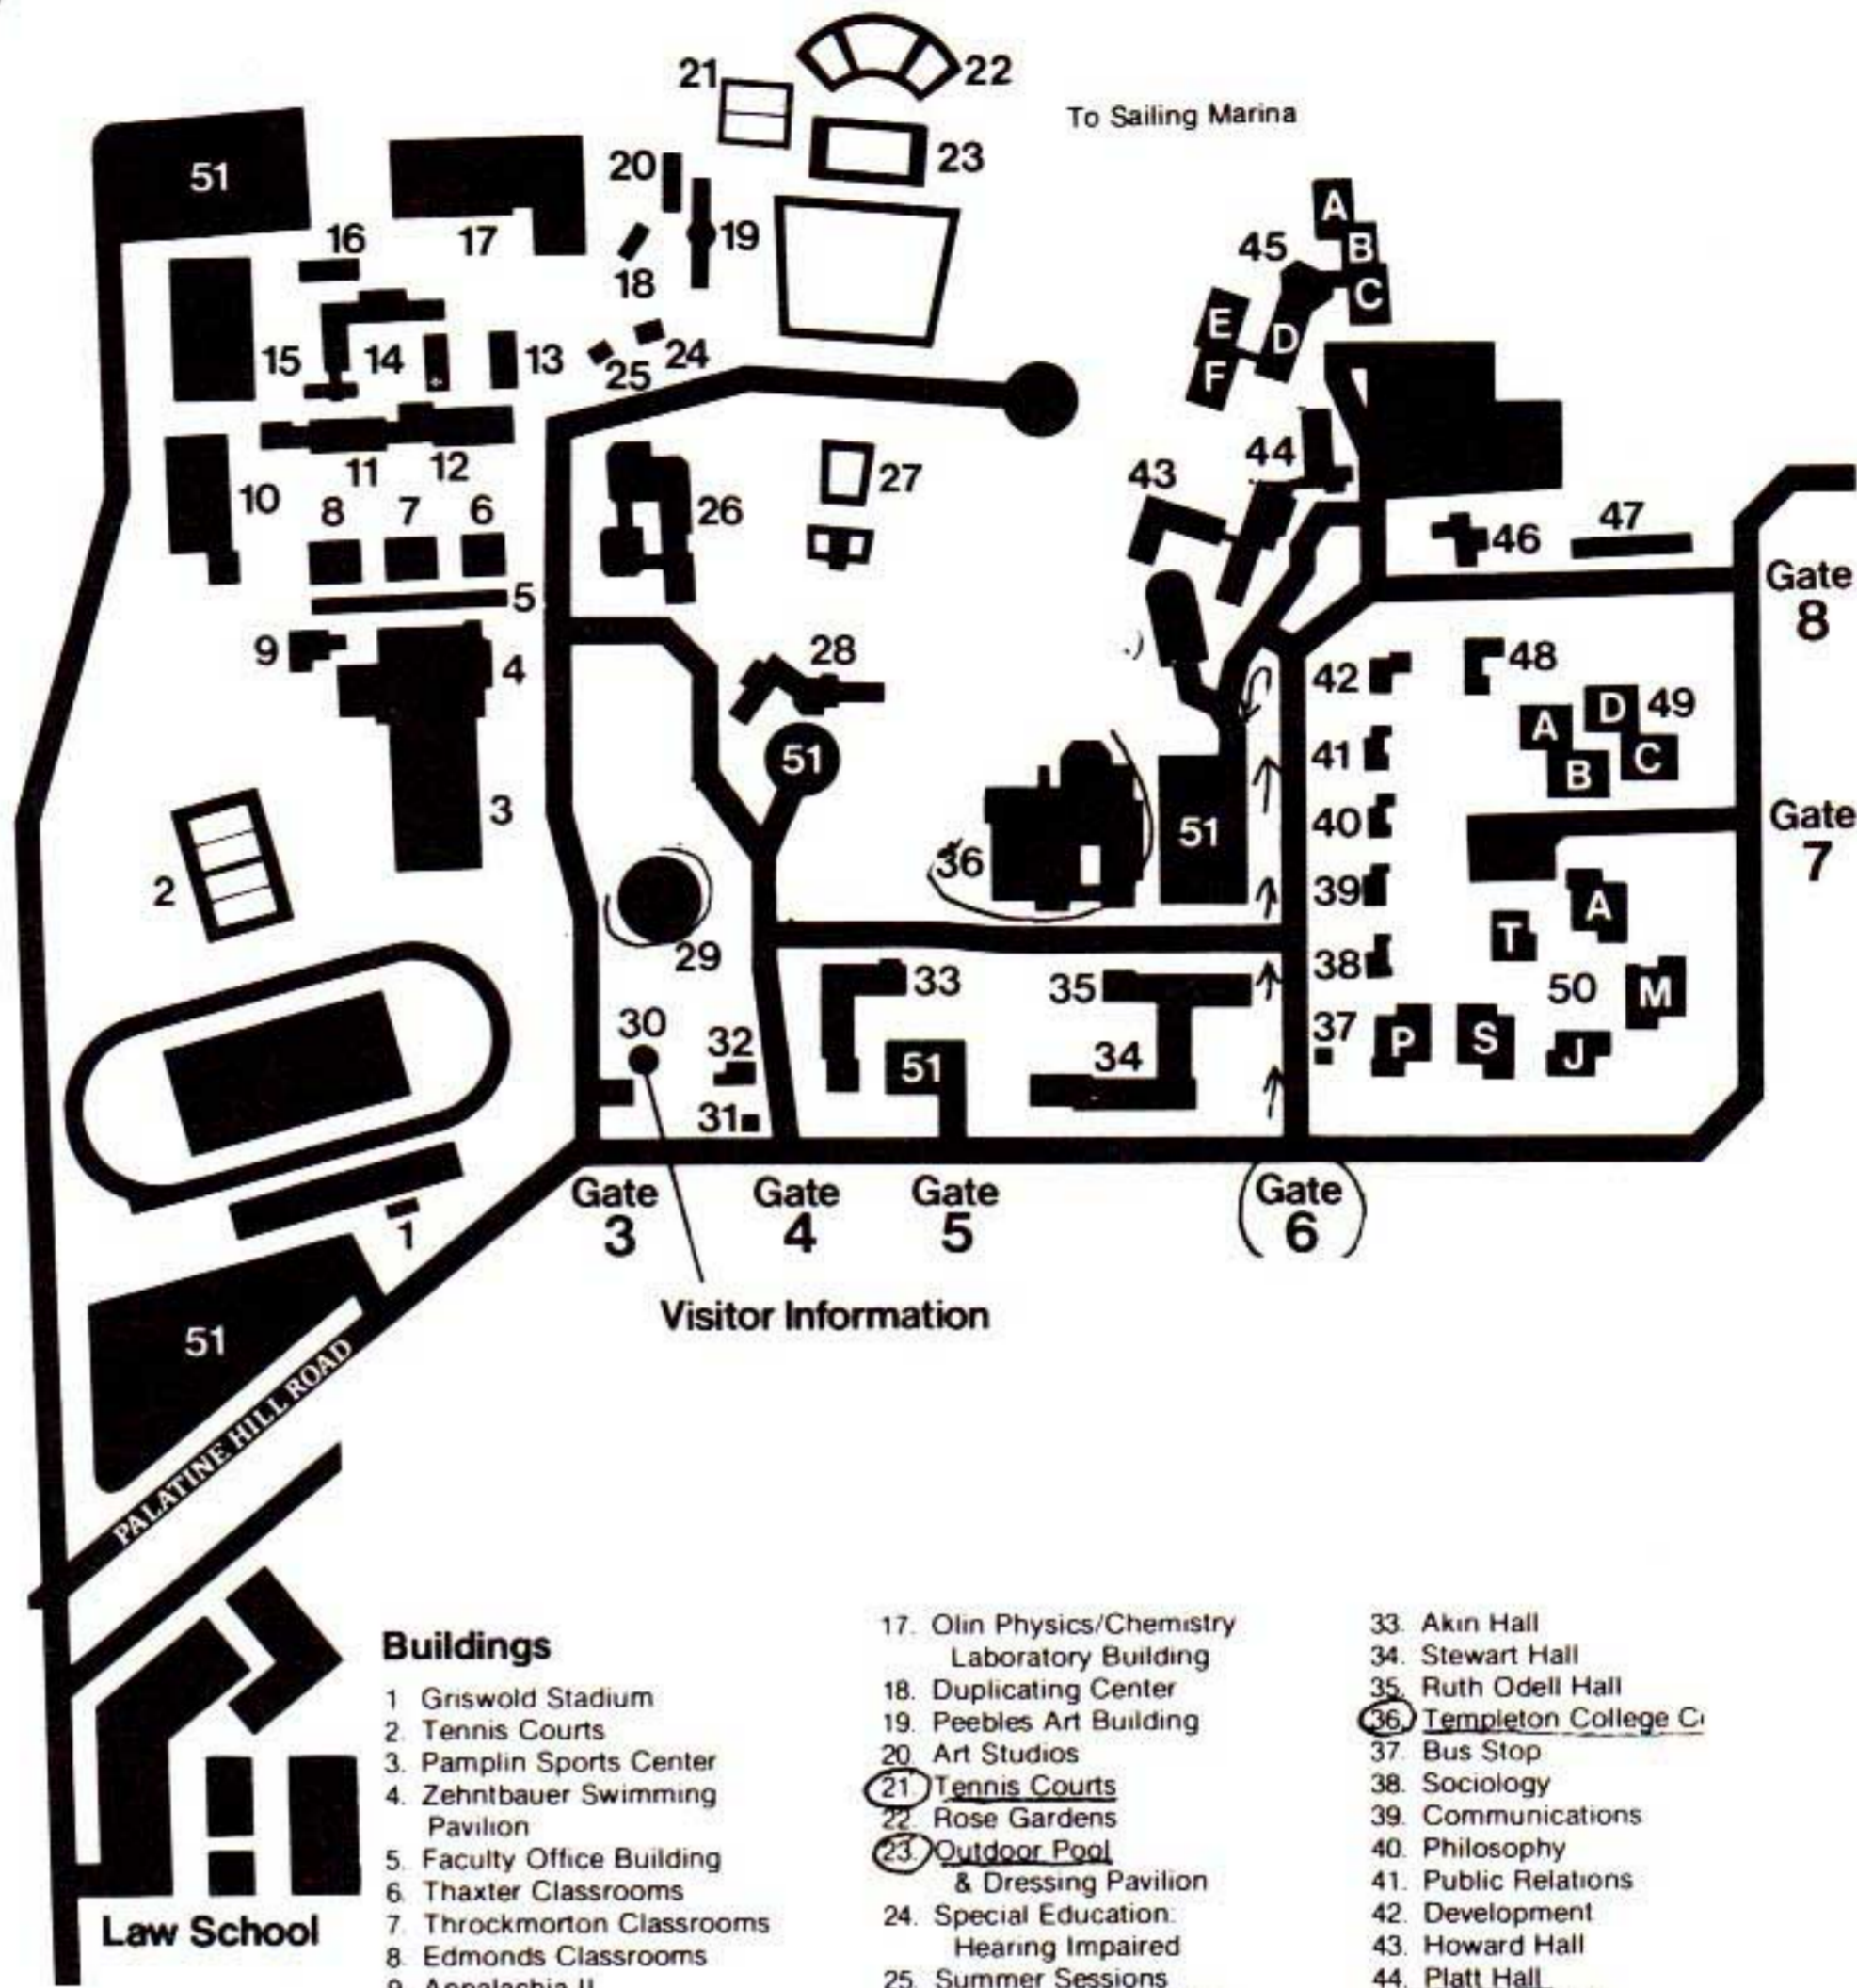 22
21
To Sailing Marina
20
23
51
A
16
17
19
45
B
18
C
E
D
15
14
13
24
25
F
44
43
11
12
27
10
8
7
6
26
47
46
5
Gate
8
9
28
4
42
48
D
49
A
41
C
51
B
3
40
51
Gate
7
36
2
39
A
T
29
38
33
35
50
M
30
37
32
P
S
34
J
51
31
Gate
3
Gate
4
Gate
5
Gate
6
1
Visitor Information
51
PALATINE HILL ROAD
Law School
Buildings
1 Griswold Stadium
2. Tennis Courts
3. Pamplin Sports Center
4. Zehntbauer Swimming
Pavilion
5. Faculty Office Building
6. Thaxter Classrooms
7. Throckmorton Classrooms
8. Edmonds Classrooms
17. Olin Physics/Chemistry
Laboratory Building
18. Duplicating Center
19. Peebles Art Building
20. Art Studios
21. Tennis Courts
22. Rose Gardens
23. Outdoor Pool
& Dressing Pavilion
24. Special Education:
Hearing Impaired
25. Summer Sessions
33. Akin Hall
34. Stewart Hall
35. Ruth Odell Hall
36. Templeton College
37. Bus Stop
38. Sociology
39. Communications
40. Philosophy
41. Public Relations
42. Development
43. Howard Hall
44. Platt Hall